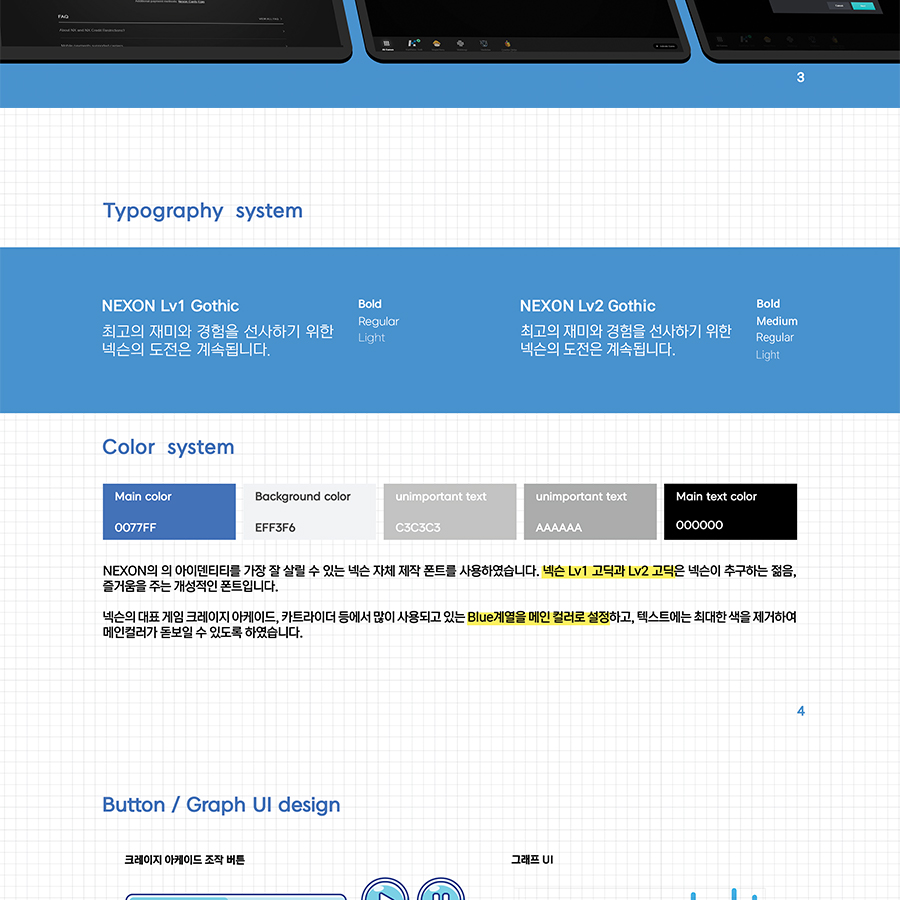 FAQ
3
Typography system
NEXON Lv1 Gothic
최고의 재미와 경험을 선사하기 위한
넥슨의 도전은 계속됩니다.
Bold
Regular
Light
NEXON Lv2 Gothic
최고의 재미와 경험을 선사하기 위한
넥슨의 도전은 계속됩니다.
Bold
Medium
Regular
Light
Color system
Main color
0077FF
Background color
EFF3F6
unimportant text
C3C3C3
unimportant text
AAAAAA
Main text color
000000
NEXON의 의 아이덴티티를 가장 잘 살릴 수 있는 넥슨 자체 제작 폰트를 사용하였습니다. 넥슨 Lv1 고딕과 Lv2 고딕은 넥슨이 추구하는 젊음,
즐거움을 주는 개성적인 폰트입니다.
넥슨의 대표 게임 크레이지 아케이드, 카트라이더 등에서 많이 사용되고 있는 Blue계열을 메인 컬러로 설정하고, 텍스트에는 최대한 색을 제거하여
메인컬러가 돋보일 수 있도록 하였습니다.
4
Button / Graph UI design
크레이지 아케이드 조작 버튼
그래프 UI